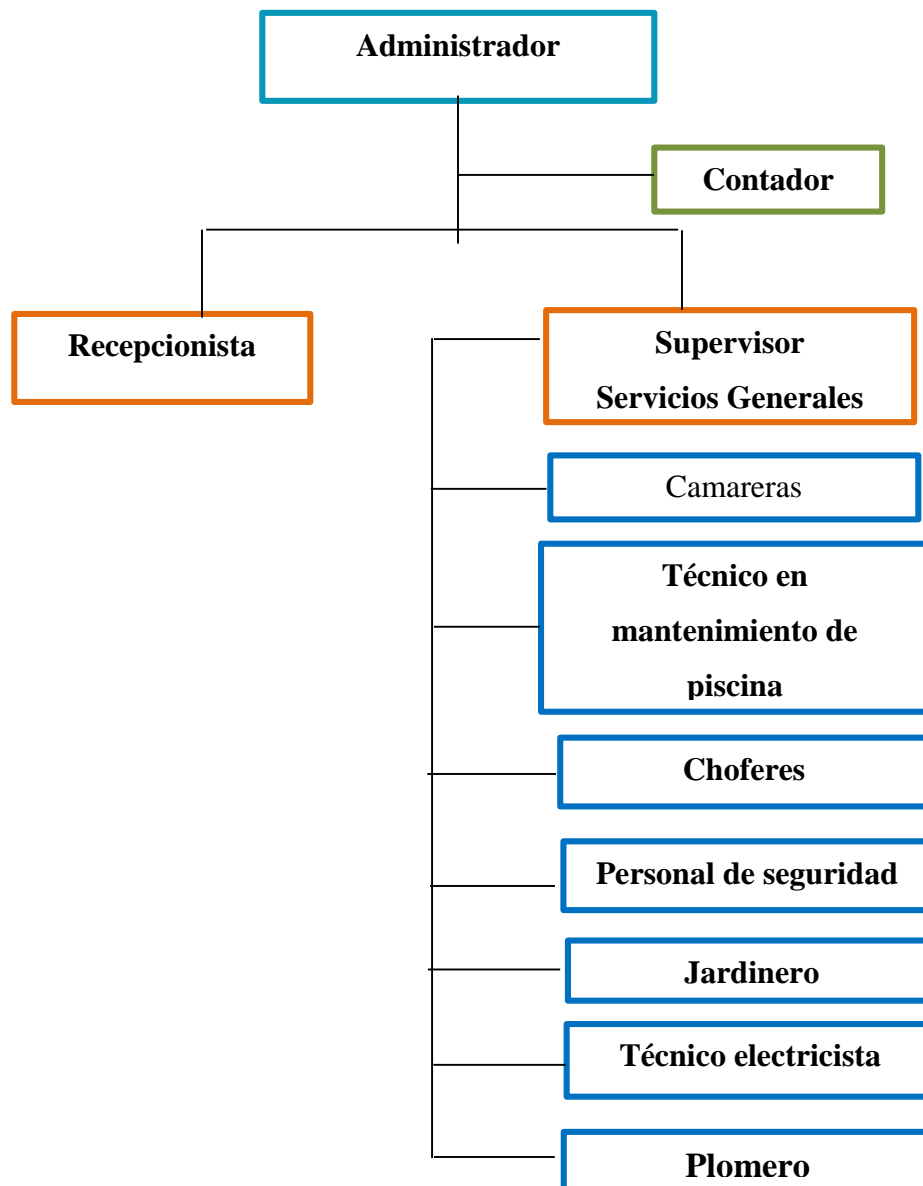 Administrador
Contador
Recepcionista
Supervisor
Servicios Generales
Camareras
Técnico en
mantenimiento de
piscina
Choferes
Personal de seguridad
Jardinero
Técnico electricista
Plomero